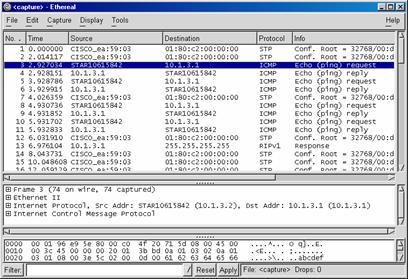 <capture> - Ethereal
File Edit Capture Display Tools Help
No. . Time Source Destination Protocol Info
1 0.000000 CISCO_ea:59:03 01:80:c2:00:00:00 STP Conf. Root = 32768/00:d
2 2.014117 CISCO_ea:59:03 01:80:c2:00:00:00 STP Conf. Root = 32768/00:d
3 2.927034 STAR10615842 10.1.3.1 ICMP Echo (ping) request
4 2.928151 10.1.3.1 STAR10615842 ICMP Echo (ping) reply
5 3.928786 STAR10615842 10.1.3.1 ICMP Echo (ping) request
6 3.929915 10.1.3.1 STAR10615842 ICMP Echo (ping) reply
7 4.026359 CISCO_ea:59:03 01:80:c2:00:00:00 STP Conf. Root = 32768/00:d
8 4.930736 STAR10615842 10.1.3.1 ICMP Echo (ping) request
9 4.931855 10.1.3.1 STAR10615842 ICMP Echo (ping) reply
10 5.931702 STAR10615842 10.1.3.1 ICMP Echo (ping) request
11 5.932833 10.1.3.1 STAR10615842 ICMP Echo (ping) reply
12 6.031910 CISCO_ea:59:03 01:80:c2:00:00:00 STP Conf. Root = 32768/00:d
13 6.976104 10.1.3.1 255.255.255.255 RIPv1 Response
14 8.043731 CISCO_ea:59:03 01:80:c2:00:00:00 STP Conf. Root = 32768/00:d
15 10.048608 CISCO_ea:59:03 01:80:c2:00:00:00 STP Conf. Root = 32768/00:d
16 12.059129 CISCO_ea:59:03 01:80:c2:00:00:00 STP Conf. Root = 32768/00:d
Frame 3 (74 on wire, 74 captured)
Ethernet II
Internet Protocol, Src Addr: STAR10615842 (10.1.3.2), Dst Addr: 10.1.3.1 (10.1.3.1)
Internet Control Message Protocol
0000 00 01 96 e9 5e 80 00 c0 4f 20 71 5d 08 00 45 00
0010 00 3c 45 00 00 00 20 01 3b bd 0a 01 03 02 0a 01
0020 03 01 08 00 3e 5c 02 00 0d 00 61 62 63 64 65 66
Filter: Reset Apply File: <capture> Drops: 0